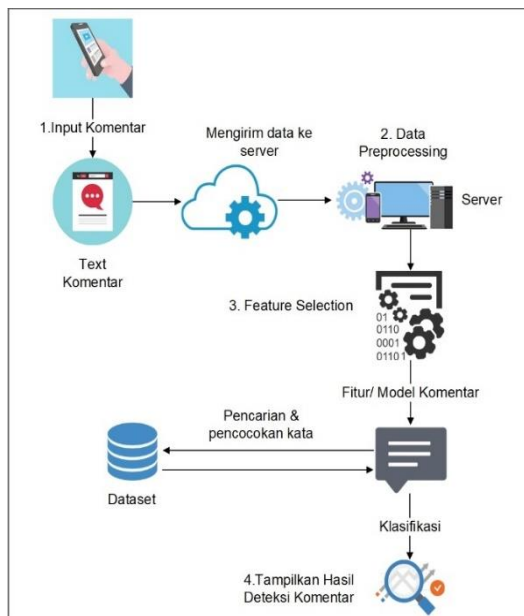 1.Input Komentar
Mengirim data ke
server
2. Data
Preprocessing
Server
Text
Komentar
3. Feature Selection
01
0110
0001
01101
Fitur/ Model Komentar
Pencarian &
pencocokan kata
Dataset
Klasifikasi
4.Tampilkan Hasil
Deteksi Komentar